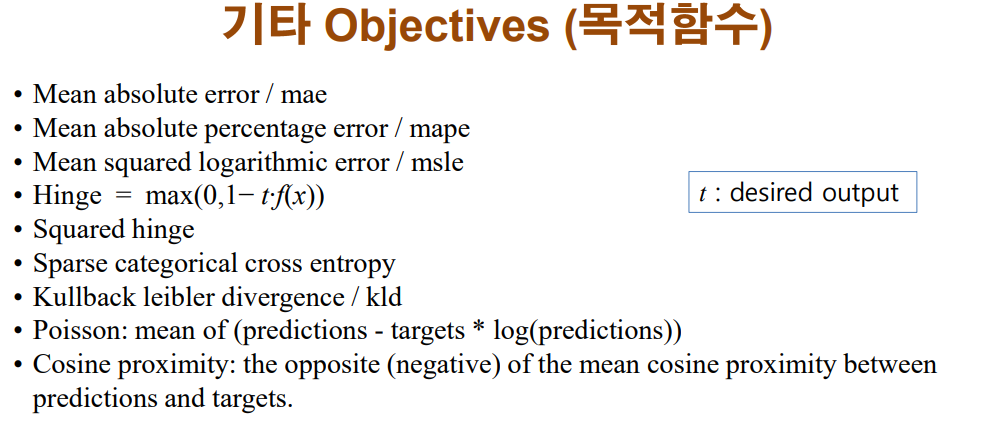 기타 Objectives (목적함수)
• Mean absolute error / mae
• Mean absolute percentage error / mape
• Mean squared logarithmic error / msle
• Hinge = max(0,1− t·f(x))
t : desired output
• Squared hinge
• Sparse categorical cross entropy
• Kullback leibler divergence / kld
• Poisson: mean of (predictions - targets * log(predictions))
• Cosine proximity: the opposite (negative) of the mean cosine proximity between
predictions and targets.